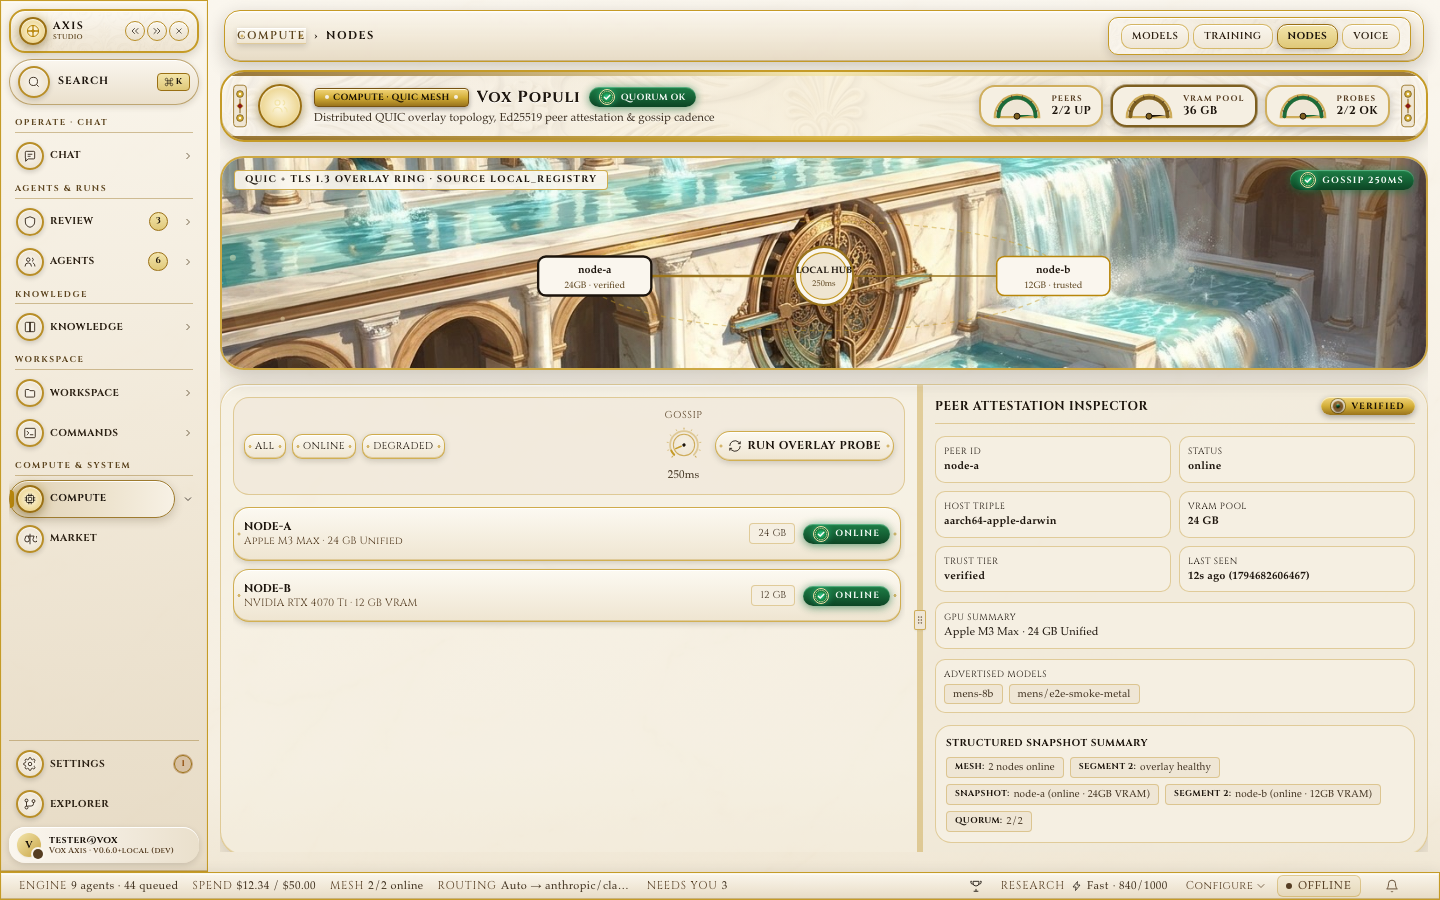 AXIS
STUDIO
SEARCH
⌘ K
OPERATE · CHAT
CHAT
AGENTS & RUNS
REVIEW 3
AGENTS 6
KNOWLEDGE
KNOWLEDGE
WORKSPACE
WORKSPACE
COMMANDS
COMPUTE & SYSTEM
COMPUTE
MARKET
SETTINGS 1
EXPLORER
V
TESTER@VOX
VOX AXIS · V0.6.0+LOCAL (DEV)
COMPUTE › NODES
MODELS TRAINING NODES VOICE
COMPUTE · QUIC MESH VOX POPULI QUORUM OK
Distributed QUIC overlay topology, Ed25519 peer attestation & gossip cadence
PEERS
2/2 UP
VRAM POOL
36 GB
PROBES
2/2 OK
QUIC + TLS 1.3 OVERLAY RING · SOURCE LOCAL_REGISTRY
GOSSIP 250MS
node-a
24GB · verified
LOCAL HUB
250ms
node-b
12GB · trusted
ALL ONLINE DEGRADED
GOSSIP
250ms
RUN OVERLAY PROBE
NODE-A
APPLE M3 MAX · 24 GB UNIFIED
24 GB ONLINE
NODE-B
NVIDIA RTX 4070 TI · 12 GB VRAM
12 GB ONLINE
PEER ATTESTATION INSPECTOR VERIFIED
PEER ID
node-a
STATUS
online
HOST TRIPLE
aarch64-apple-darwin
VRAM POOL
24 GB
TRUST TIER
verified
LAST SEEN
12s ago (1794682606467)
GPU SUMMARY
Apple M3 Max · 24 GB Unified
ADVERTISED MODELS
mens-8b mens/e2e-smoke-metal
STRUCTURED SNAPSHOT SUMMARY
MESH: 2 nodes online SEGMENT 2: overlay healthy
SNAPSHOT: node-a (online · 24GB VRAM) SEGMENT 2: node-b (online · 12GB VRAM)
QUORUM: 2/2
ENGINE 9 agents · 44 queued SPEND $12.34 / $50.00 MESH 2/2 online ROUTING Auto → anthropic/cla... NEEDS YOU 3 RESEARCH Fast · 840/1000 CONFIGURE OFFLINE